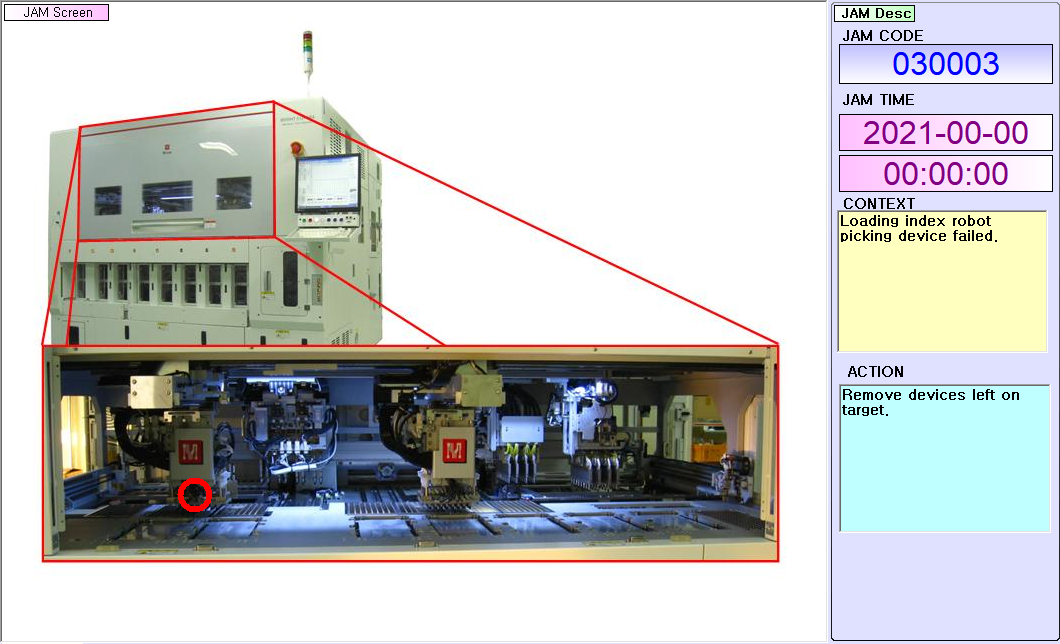 JAM Screen
JAM Desc
JAM CODE
030003
JAM TIME
2021-00-00
00:00:00
CONTEXT
Loading index robot
picking device failed.
ACTION
Remove devices left on
target.